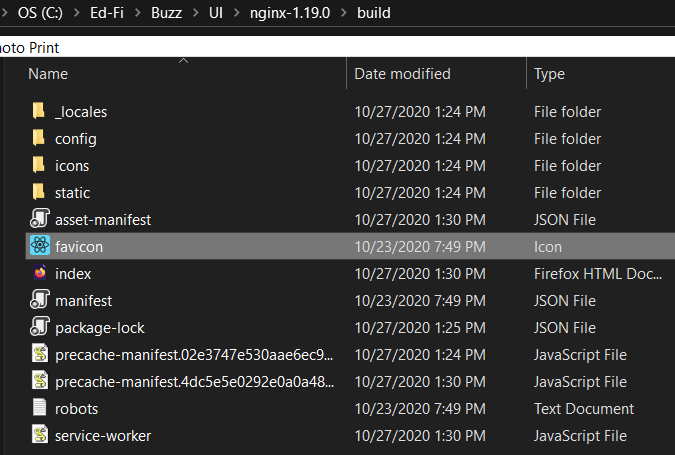 OS (C:) > Ed-Fi > Buzz > UI > nginx-1.19.0 > build
oto Print
Name Date modified Type
_locales 10/27/2020 1:24 PM File folder
config 10/27/2020 1:24 PM File folder
icons 10/27/2020 1:24 PM File folder
static 10/27/2020 1:24 PM File folder
asset-manifest 10/27/2020 1:30 PM JSON File
favicon 10/23/2020 7:49 PM Icon
index 10/27/2020 1:30 PM Firefox HTML Doc...
manifest 10/23/2020 7:49 PM JSON File
package-lock 10/27/2020 1:25 PM JSON File
precache-manifest.02e3747e530aae6ec9... 10/27/2020 1:24 PM JavaScript File
precache-manifest.4dc5e5e0292e0a0a48... 10/27/2020 1:30 PM JavaScript File
robots 10/23/2020 7:49 PM Text Document
service-worker 10/27/2020 1:30 PM JavaScript File